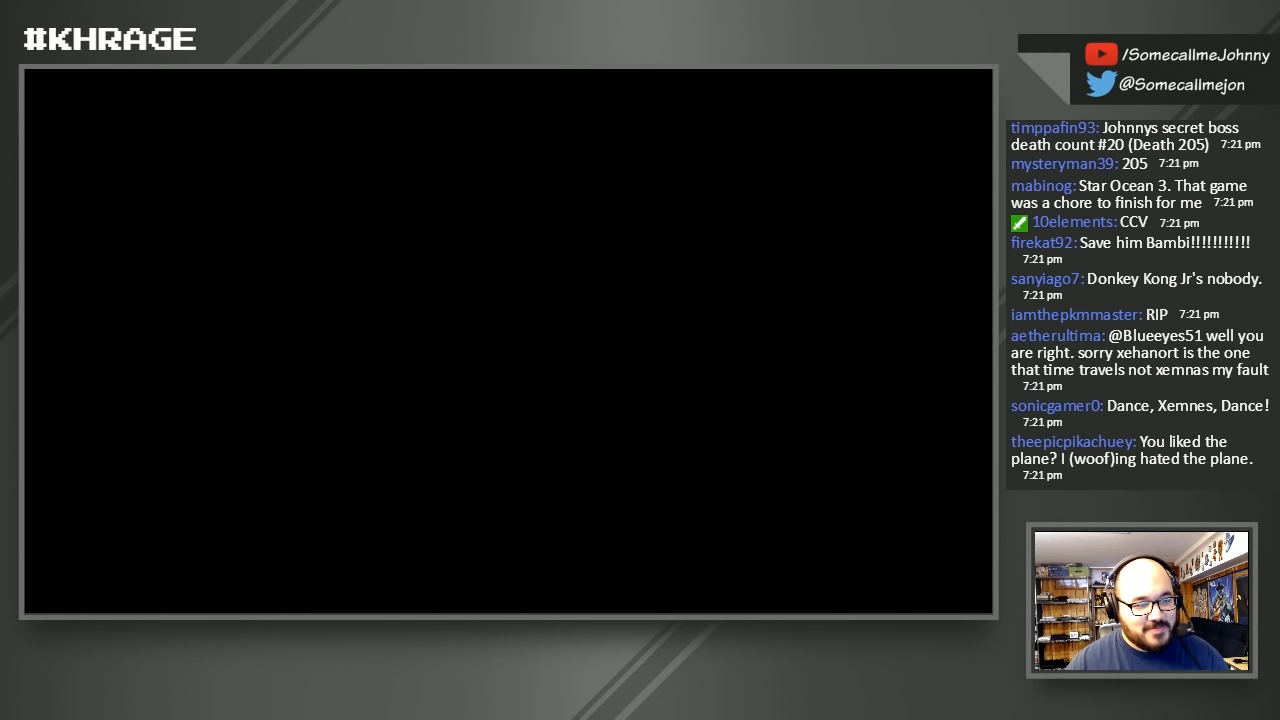 #KHRAGE
/SomecallmeJohnny
@Somecallmejon
timppafin93: Johnnys secret boss
death count #20 (Death 205) 7:21 pm
mysteryman39: 205 7:21 pm
mabinog: Star Ocean 3. That game
was a chore to finish for me 7:21 pm
10elements: CCV 7:21 pm
firekat92: Save him Bambi!!!!!!!!!!!
7:21 pm
sanyiago7: Donkey Kong Jr's nobody.
7:21 pm
iamthepkmmaster: RIP 7:21 pm
aetherultima: @Blueeyes51 well you
are right. sorry xehanort is the one
that time travels not xemnas my fault
7:21 pm
sonicgamer0: Dance, Xemnes, Dance!
7:21 pm
theepicpikachuey: You liked the
plane? I (woof)ing hated the plane.
7:21 pm